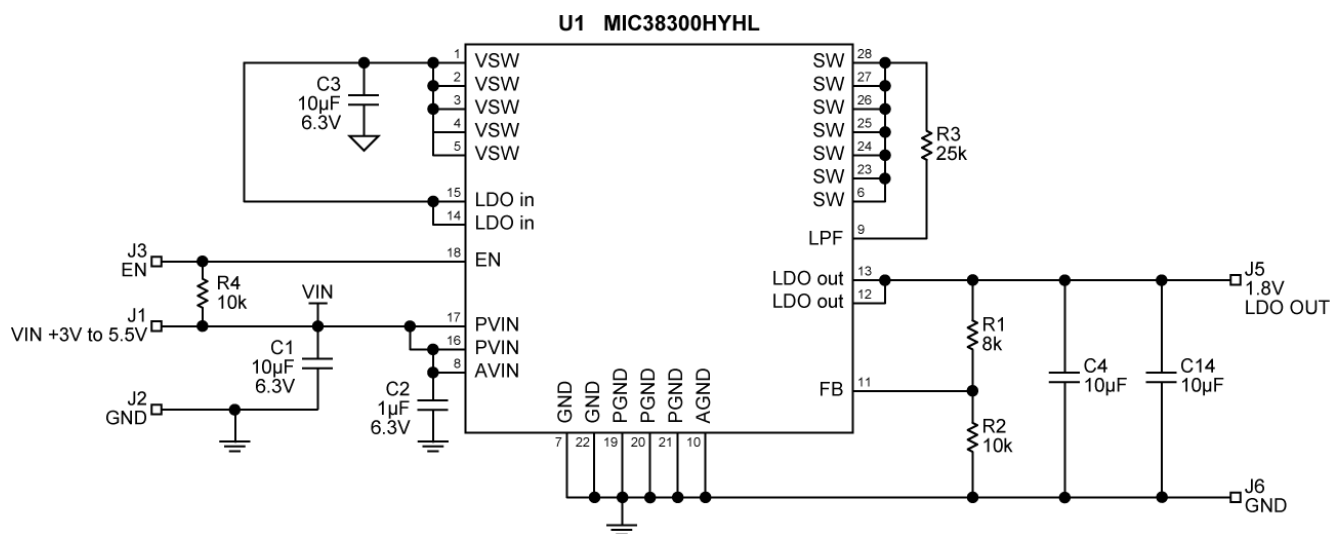 U1 MIC38300HYHL
1 VSW
2 VSW
3 VSW
4 VSW
5 VSW
15 LDO in
14 LDO in
18 EN
17 PVIN
16 PVIN
8 AVIN
C3
10µF
6.3V
J3
EN
R4
10k
VIN
J1
VIN +3V to 5.5V
C1
10µF
6.3V
J2
GND
C2
1µF
6.3V
GND
GND
PGND
PGND
PGND
AGND
7 22 19 20 21 10
SW 28
SW 27
SW 26
SW 25
SW 24
SW 23
SW 6
LPF 9
LDO out 13
LDO out 12
FB 11
R3
25k
R1
8k
R2
10k
C4
10µF
C14
10µF
J5
1.8V
LDO OUT
J6
GND